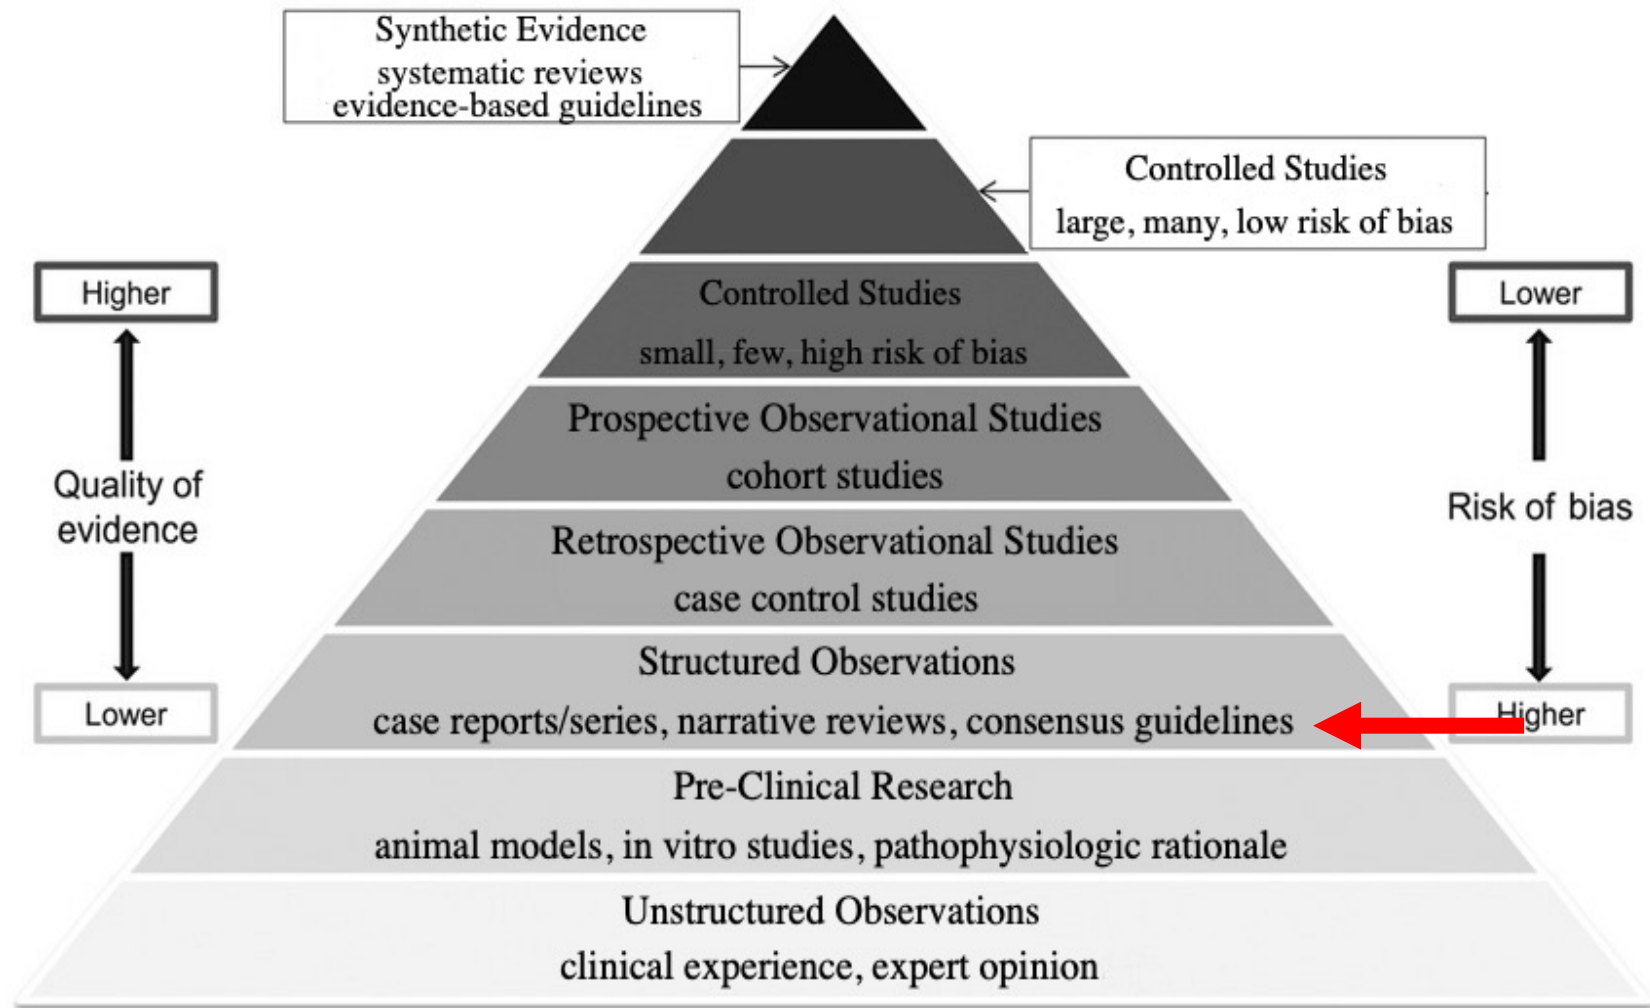 Synthetic Evidence
systematic reviews
evidence-based guidelines
Controlled Studies
large, many, low risk of bias
Higher
Lower
Controlled Studies
small, few, high risk of bias
Prospective Observational Studies
cohort studies
Quality of
evidence
Risk of bias
Retrospective Observational Studies
case control studies
Structured Observations
case reports/series, narrative reviews, consensus guidelines
Lower
Higher
Pre-Clinical Research
animal models, in vitro studies, pathophysiologic rationale
Unstructured Observations
clinical experience, expert opinion